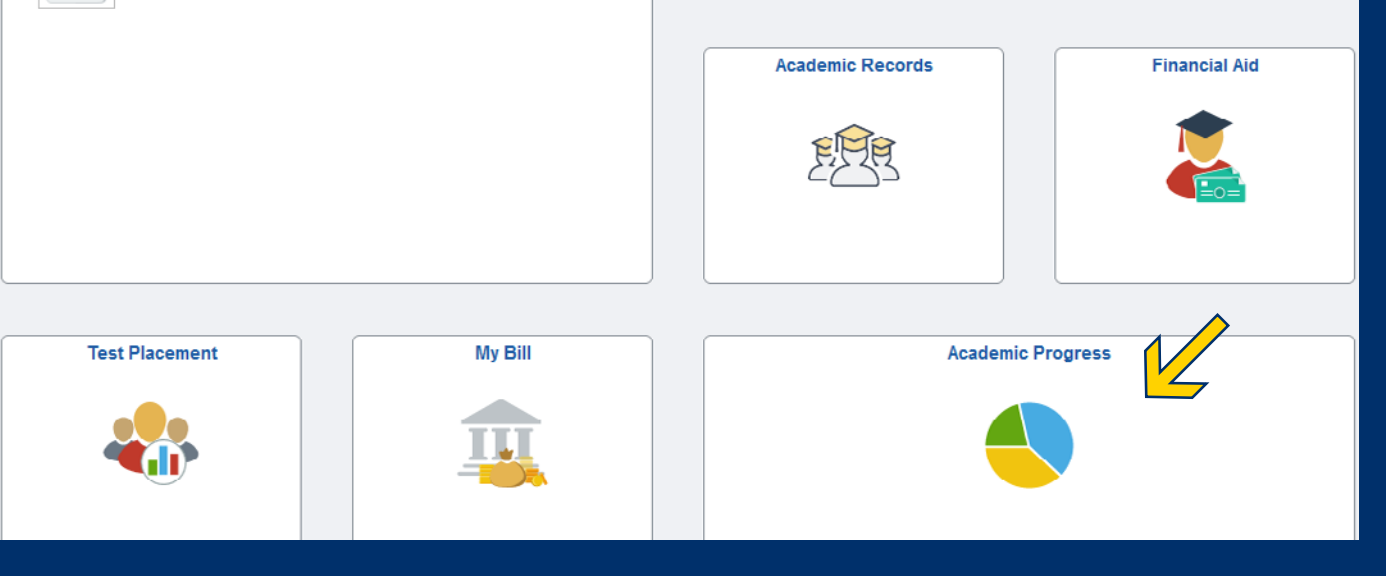 Academic Records
Financial Aid
Test Placement
My Bill
Academic Progress